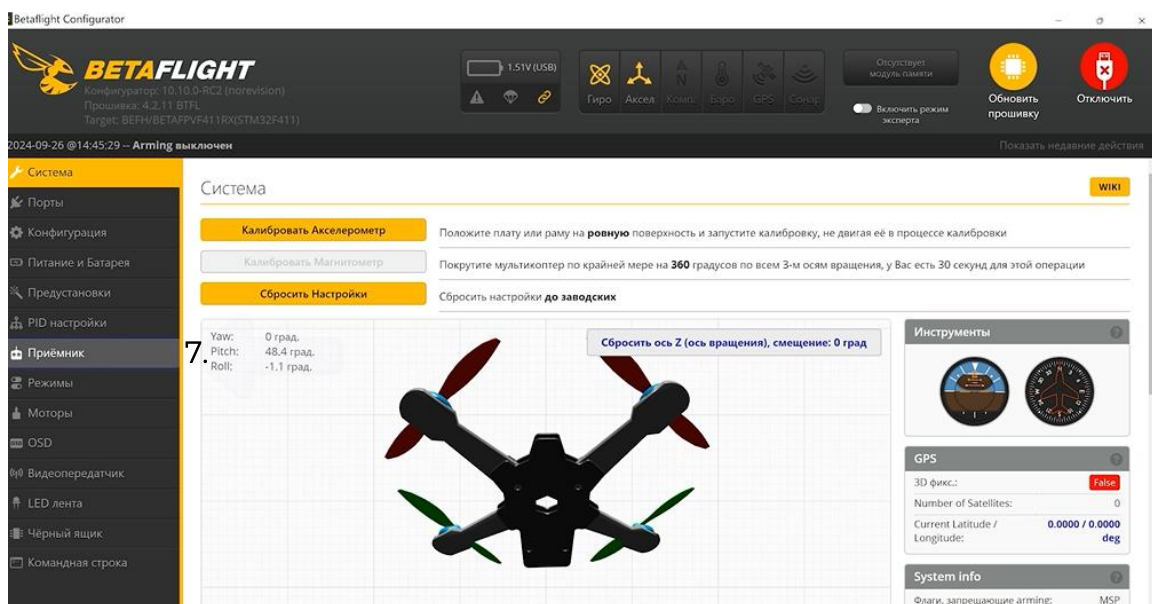 Betaflight Configurator
BETAFLIGHT
Конфигуратор: 10.10.0-RC2 (norevision)
Прошивка: 4.2.11 BTFL
Target: BEFH/BETAFPVF411RX(STM32F411)
1.51V (USB)
Гиро Аксел Комп Баро GPS Сонар
Отсутствует
модуль памяти
Включить режим
эксперта
Обновить
прошивку
Отключить
2024-09-26 @14:45:29 -- Arming выключен
Показать недавние действия
Система
Порты
Конфигурация
Питание и Батарея
Предустановки
PID настройки
Приёмник
Режимы
Моторы
OSD
Видеопередатчик
LED лента
Чёрный ящик
Командная строка
Система
WIKI
Калибровать Акселерометр
Положите плату или раму на ровную поверхность и запустите калибровку, не двигая её в процессе калибровки
Калибровать Магнитометр
Покрутите мультикоптер по крайней мере на 360 градусов по всем 3-м осям вращения, у Вас есть 30 секунд для этой операции
Сбросить Настройки
Сбросить настройки до заводских
7.
Yaw: 0 град.
Pitch: 48.4 град.
Roll: -1.1 град.
Сбросить ось Z (ось вращения), смещение: 0 град
Инструменты
GPS
3D фикс.: False
Number of Satellites: 0
Current Latitude / 0.0000 / 0.0000
Longitude: deg
System info
Флаги, запрещающие arming: MSP